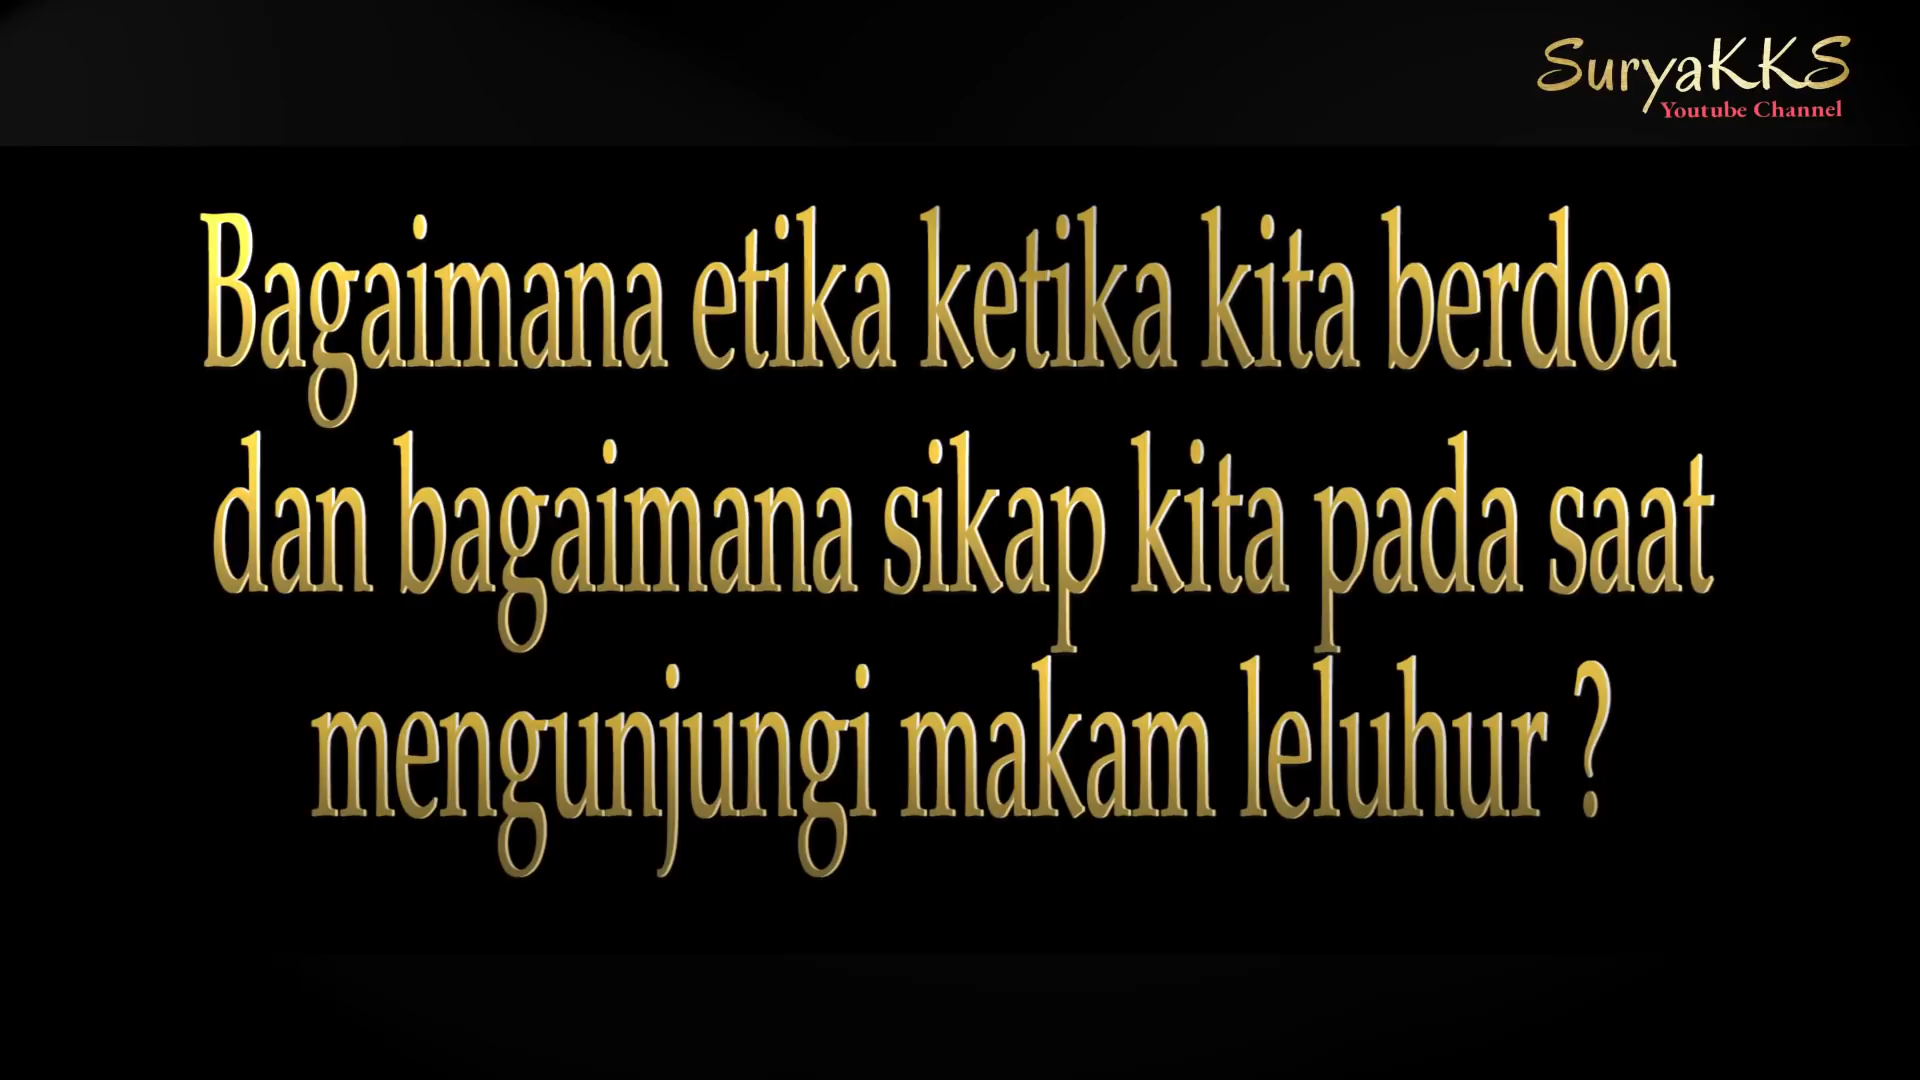 SuryaKKS
Youtube Channel
Bagaimana etika ketika kita berdoa
dan bagaimana sikap kita pada saat
mengunjungi makam leluhur ?